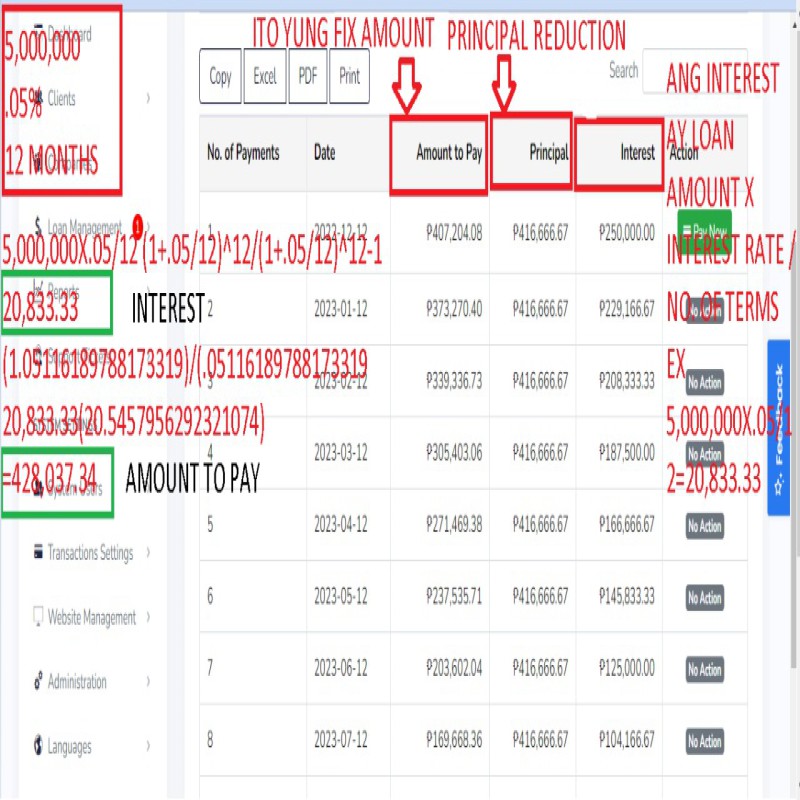 ITO YUNG FIX AMOUNT
PRINCIPAL REDUCTION
5,000,000
.05%
12 MONTHS
ANG INTEREST
AY LOAN
AMOUNT X
INTEREST RATE /
NO. OF TERMS
EX
5,000,000X.05/1
2=20,833.33
5,000,000X.05/12 (1+.05/12)^12/(1+.05/12)^12-1
20,833.33 INTEREST
(1.05116189788173319)/(.05116189788173319
20,833.33(20.5457956292321074)
=428,037.34 AMOUNT TO PAY
Dashboard
Clients
Loan Management 1
Reports
System Users
Transactions Settings
Website Management
Administration
Languages
Copy Excel PDF Print Search
No. of Payments Date Amount to Pay Principal Interest Action
1 2022-12-12 ₱407,204.08 ₱416,666.67 ₱250,000.00 Pay Now
2 2023-01-12 ₱373,270.40 ₱416,666.67 ₱229,166.67 No Action
3 2023-02-12 ₱339,336.73 ₱416,666.67 ₱208,333.33 No Action
4 2023-03-12 ₱305,403.06 ₱416,666.67 ₱187,500.00 No Action
5 2023-04-12 ₱271,469.38 ₱416,666.67 ₱166,666.67 No Action
6 2023-05-12 ₱237,535.71 ₱416,666.67 ₱145,833.33 No Action
7 2023-06-12 ₱203,602.04 ₱416,666.67 ₱125,000.00 No Action
8 2023-07-12 ₱169,668.36 ₱416,666.67 ₱104,166.67 No Action
Feedback